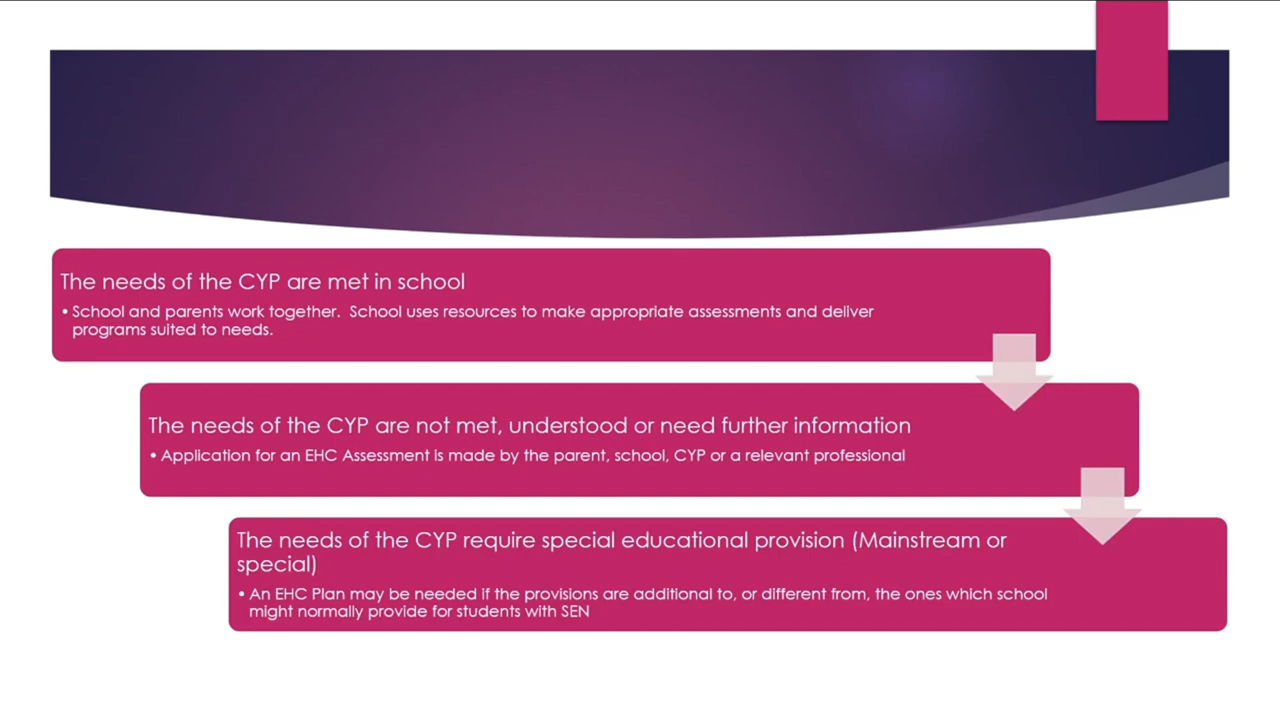 The needs of the CYP are met in school
• School and parents work together.  School uses resources to make appropriate assessments and deliver
programs suited to needs.
The needs of the CYP are not met, understood or need further information
• Application for an EHC Assessment is made by the parent, school, CYP or a relevant professional
The needs of the CYP require special educational provision (Mainstream or
special)
• An EHC Plan may be needed if the provisions are additional to, or different from, the ones which school
might normally provide for students with SEN